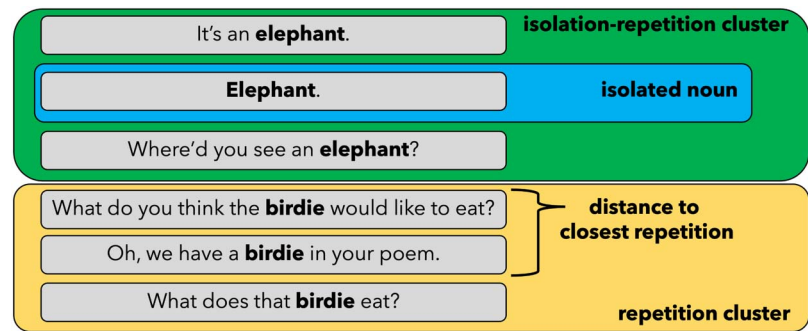 It's an elephant.
isolation-repetition cluster
Elephant.
isolated noun
Where'd you see an elephant?
What do you think the birdie would like to eat?
distance to
closest repetition
Oh, we have a birdie in your poem.
What does that birdie eat?
repetition cluster